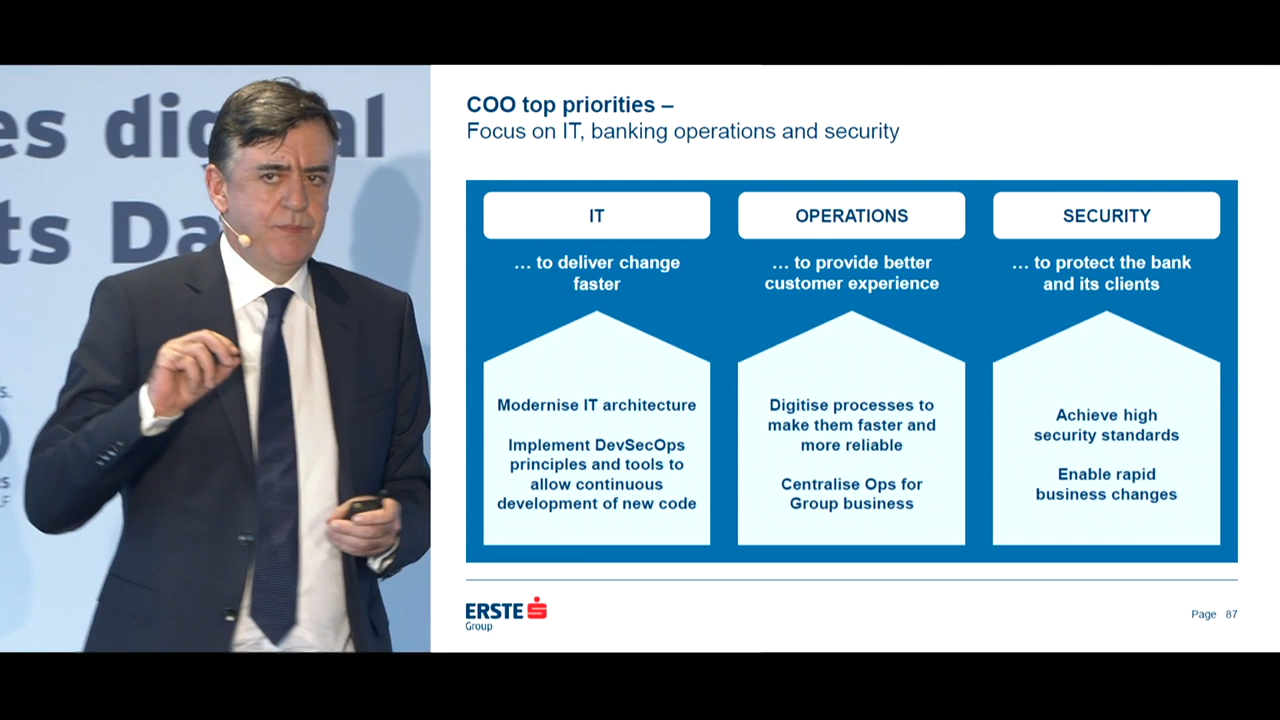 es digital
ts Da
s.
rs
COO top priorities –
Focus on IT, banking operations and security
IT
… to deliver change
faster
Modernise IT architecture
Implement DevSecOps
principles and tools to
allow continuous
development of new code
OPERATIONS
… to provide better
customer experience
Digitise processes to
make them faster and
more reliable
Centralise Ops for
Group business
SECURITY
… to protect the bank
and its clients
Achieve high
security standards
Enable rapid
business changes
ERSTE
Group
Page 87